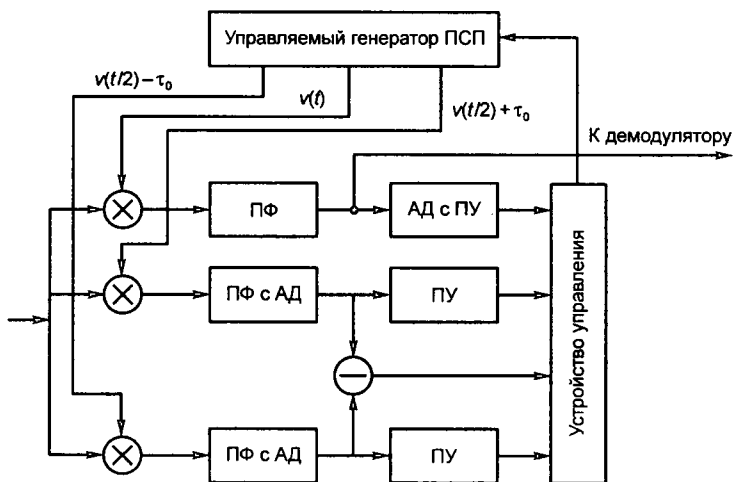 Управляемый генератор ПСП
v(t/2) – τ₀
v(t)
v(t/2) + τ₀
К демодулятору
ПФ
АД с ПУ
ПФ с АД
ПУ
ПФ с АД
ПУ
Устройство управления